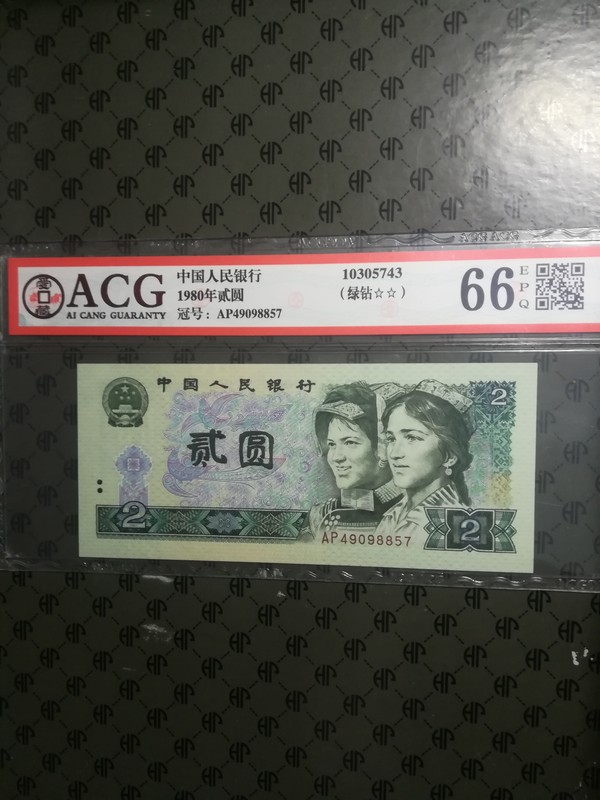 ACG
AI CANG GUARANTY
中国人民银行
1980年贰圆
冠号：AP49098857
10303743
（绿钻☆☆）
66
EPQ
中国人民银行
贰圆
2
2
AP49098857
2